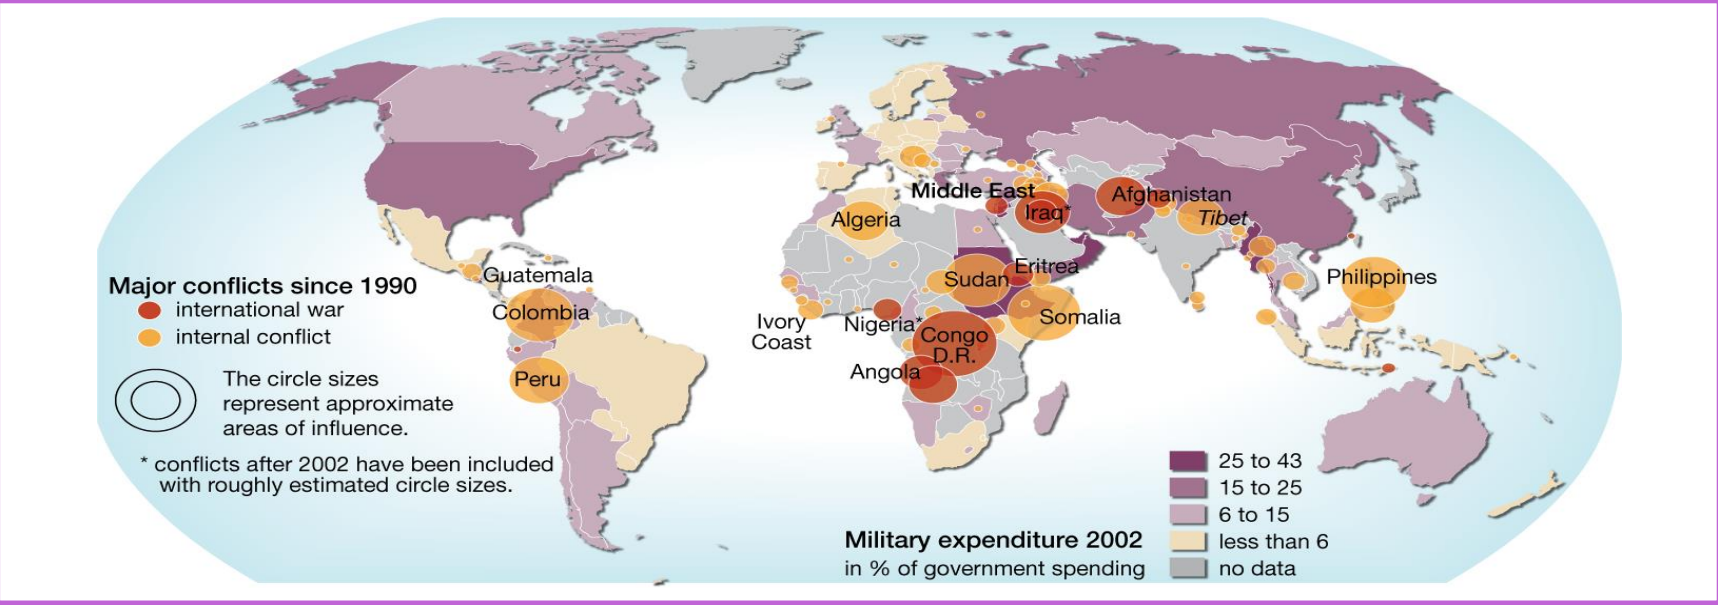 Middle East
Afghanistan
Iraq*
Tibet
Algeria
Sudan
Eritrea
Philippines
Guatemala
Colombia
Ivory
Coast
Nigeria*
Somalia
Congo
D.R.
Angola
Peru
Major conflicts since 1990
international war
internal conflict
The circle sizes
represent approximate
areas of influence.
* conflicts after 2002 have been included
with roughly estimated circle sizes.
Military expenditure 2002
in % of government spending
25 to 43
15 to 25
6 to 15
less than 6
no data